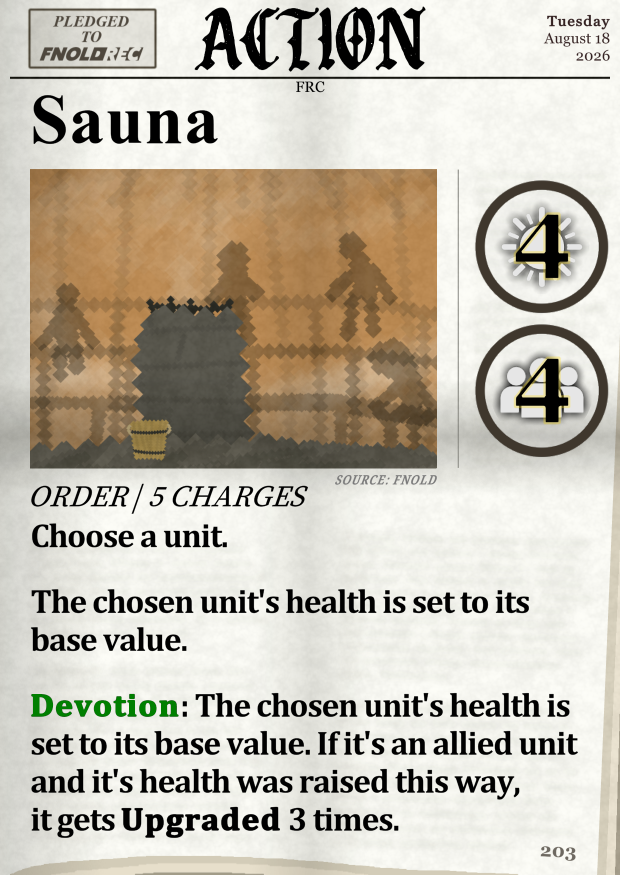 PLEDGED
TO
FNOLD REC
ACTION
Tuesday
August 18
2026
FRC
Sauna
4
4
SOURCE: FNOLD
ORDER | 5 CHARGES
Choose a unit.
The chosen unit's health is set to its
base value.
Devotion: The chosen unit's health is
set to its base value. If it's an allied unit
and it's health was raised this way,
it gets Upgraded 3 times.
203